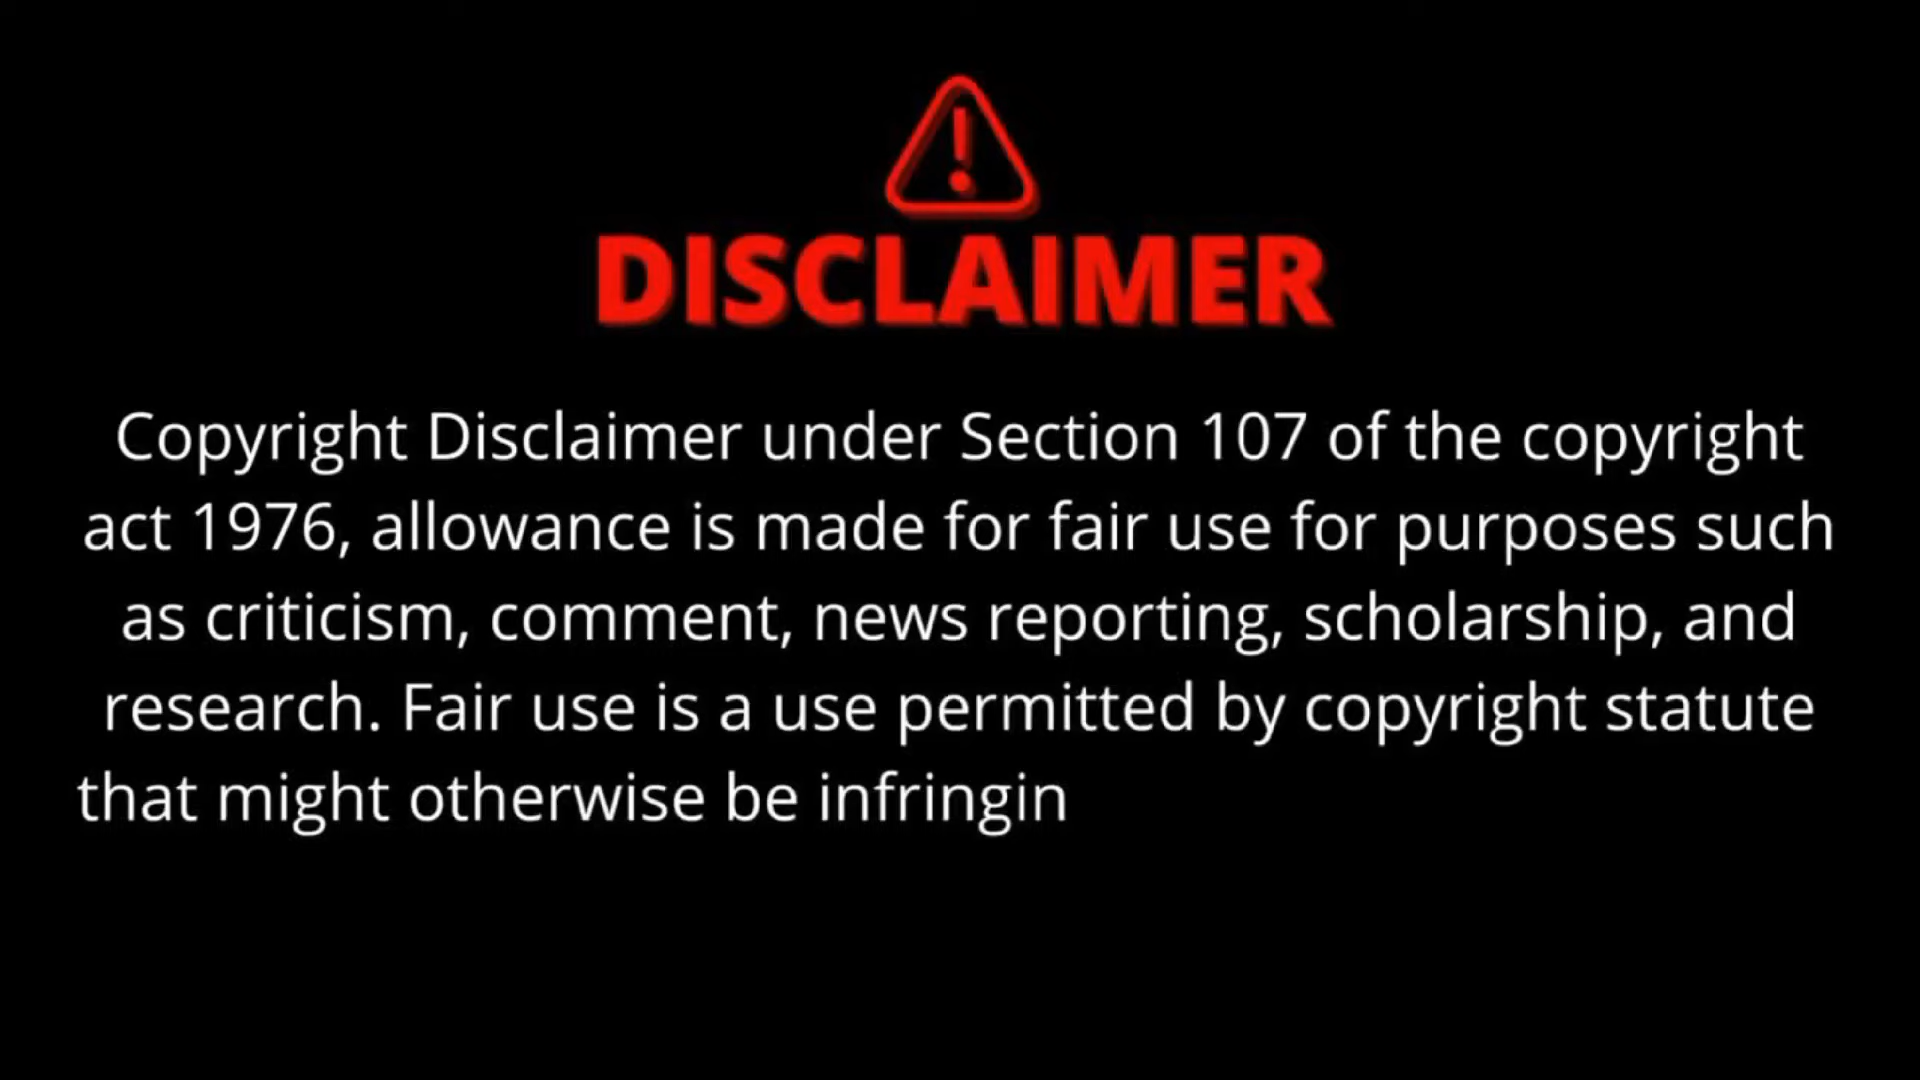 DISCLAIMER
Copyright Disclaimer under Section 107 of the copyright
act 1976, allowance is made for fair use for purposes such
as criticism, comment, news reporting, scholarship, and
research. Fair use is a use permitted by copyright statute
that might otherwise be infringin